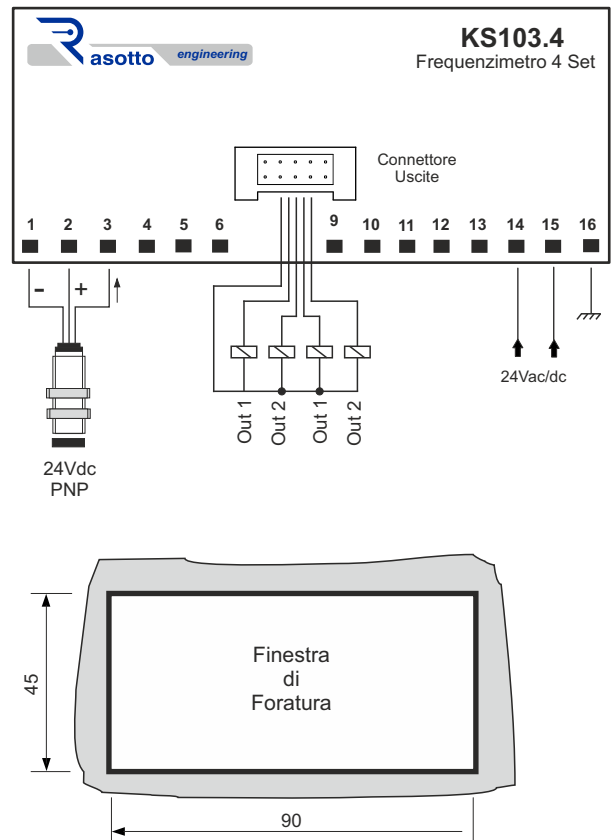 Rasotto engineering
KS103.4
Frequenzimetro 4 Set
Connettore
Uscite
1 2 3 4 5 6 9 10 11 12 13 14 15 16
- +
24Vac/dc
Out 1 Out 2 Out 1 Out 2
24Vdc
PNP
Finestra
di
Foratura
45
90